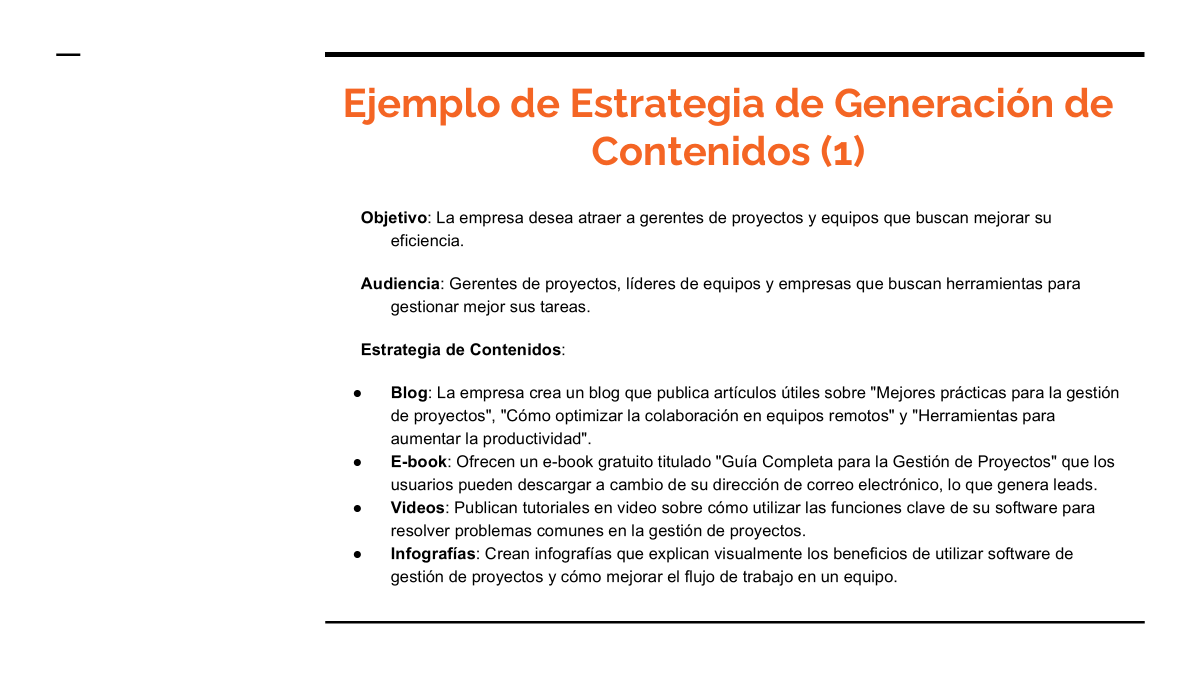 Ejemplo de Estrategia de Generación de
Contenidos (1)
Objetivo: La empresa desea atraer a gerentes de proyectos y equipos que buscan mejorar su
eficiencia.
Audiencia: Gerentes de proyectos, líderes de equipos y empresas que buscan herramientas para
gestionar mejor sus tareas.
Estrategia de Contenidos:
● Blog: La empresa crea un blog que publica artículos útiles sobre "Mejores prácticas para la gestión
de proyectos", "Cómo optimizar la colaboración en equipos remotos" y "Herramientas para
aumentar la productividad".
● E-book: Ofrecen un e-book gratuito titulado "Guía Completa para la Gestión de Proyectos" que los
usuarios pueden descargar a cambio de su dirección de correo electrónico, lo que genera leads.
● Videos: Publican tutoriales en video sobre cómo utilizar las funciones clave de su software para
resolver problemas comunes en la gestión de proyectos.
● Infografías: Crean infografías que explican visualmente los beneficios de utilizar software de
gestión de proyectos y cómo mejorar el flujo de trabajo en un equipo.